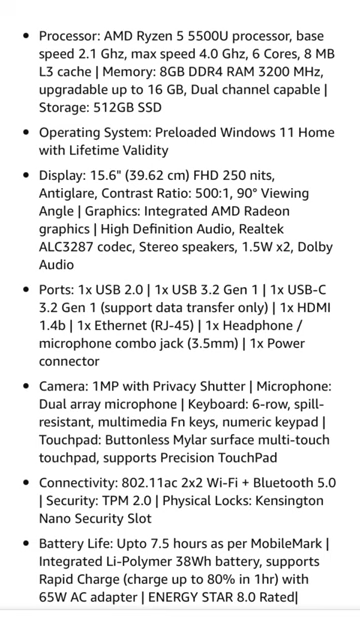 • Processor: AMD Ryzen 5 5500U processor, base
speed 2.1 Ghz, max speed 4.0 Ghz, 6 Cores, 8 MB
L3 cache | Memory: 8GB DDR4 RAM 3200 MHz,
upgradable up to 16 GB, Dual channel capable |
Storage: 512GB SSD
• Operating System: Preloaded Windows 11 Home
with Lifetime Validity
• Display: 15.6" (39.62 cm) FHD 250 nits,
Antiglare, Contrast Ratio: 500:1, 90° Viewing
Angle | Graphics: Integrated AMD Radeon
graphics | High Definition Audio, Realtek
ALC3287 codec, Stereo speakers, 1.5W x2, Dolby
Audio
• Ports: 1x USB 2.0 | 1x USB 3.2 Gen 1 | 1x USB-C
3.2 Gen 1 (support data transfer only) | 1x HDMI
1.4b | 1x Ethernet (RJ-45) | 1x Headphone /
microphone combo jack (3.5mm) | 1x Power
connector
• Camera: 1MP with Privacy Shutter | Microphone:
Dual array microphone | Keyboard: 6-row, spill-
resistant, multimedia Fn keys, numeric keypad |
Touchpad: Buttonless Mylar surface multi-touch
touchpad, supports Precision TouchPad
• Connectivity: 802.11ac 2x2 Wi-Fi + Bluetooth 5.0
| Security: TPM 2.0 | Physical Locks: Kensington
Nano Security Slot
• Battery Life: Upto 7.5 hours as per MobileMark |
Integrated Li-Polymer 38Wh battery, supports
Rapid Charge (charge up to 80% in 1hr) with
65W AC adapter | ENERGY STAR 8.0 Rated|